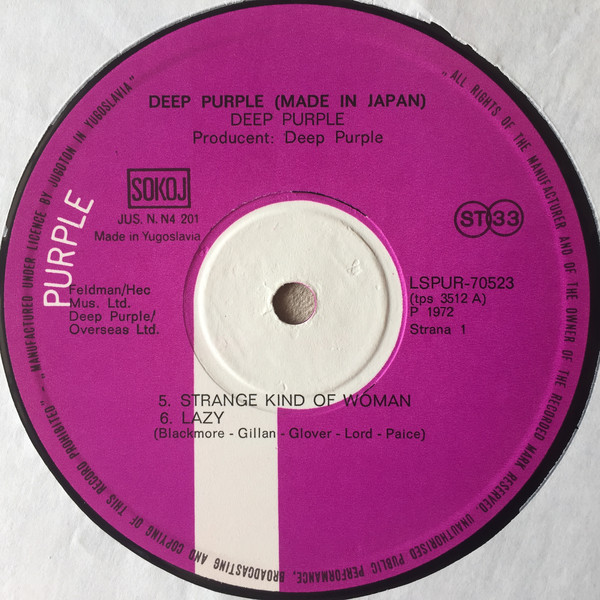 DEEP PURPLE (MADE IN JAPAN)
DEEP PURPLE
Producent: Deep Purple
SOKOJ
JUS. N. N4 201
Made in Yugoslavia
ST 33
PURPLE
Feldman/Hec
Mus. Ltd.
Deep Purple/
Overseas Ltd.
LSPUR-70523
(tps 3512 A)
P 1972
Strana 1
5. STRANGE KIND OF WOMAN
6. LAZY
(Blackmore - Gillan - Glover - Lord - Paice)
"ALL RIGHTS OF THE MANUFACTURER AND OF THE OWNER OF THE RECORDED MARK RESERVED. UNAUTHORISED PUBLIC PERFORMANCE, BROADCASTING AND COPYING OF THIS RECORD PROHIBITED" - "MANUFACTURED UNDER LICENCE BY JUGOTON IN YUGOSLAVIA"